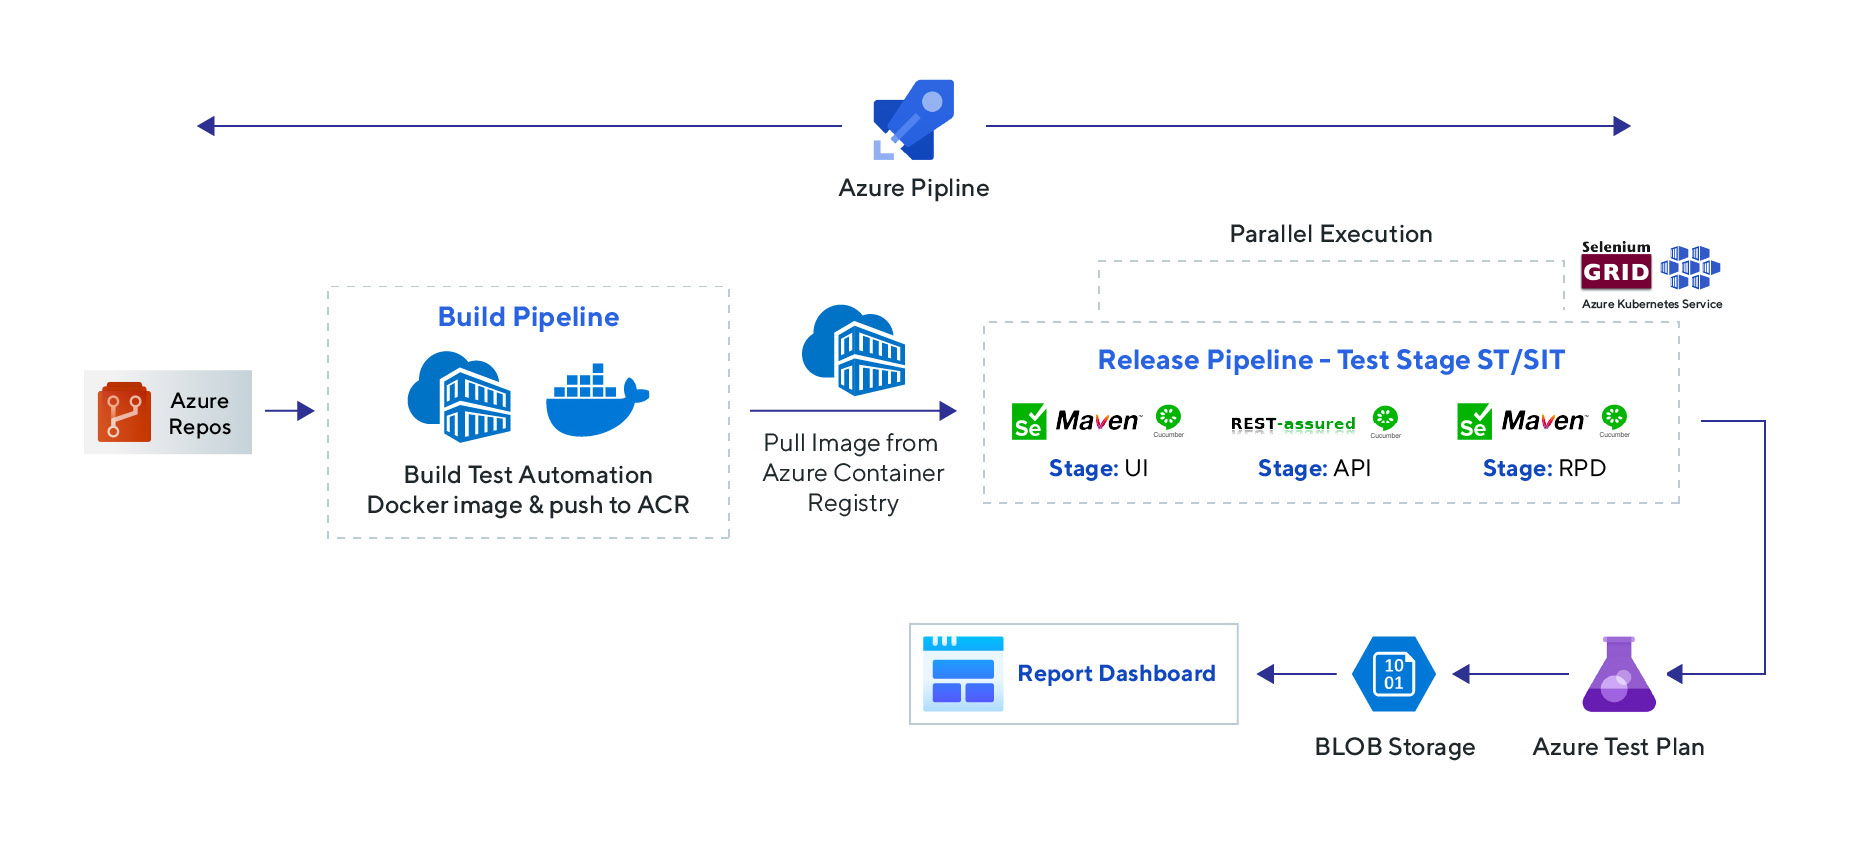 Azure Pipline
Parallel Execution
Selenium
GRID
Azure Kubernetes Service
Azure
Repos
Build Pipeline
Build Test Automation
Docker image & push to ACR
Pull Image from
Azure Container
Registry
Release Pipeline - Test Stage ST/SIT
Se Maven™ Cucumber
REST-assured Cucumber
Se Maven™ Cucumber
Stage: UI
Stage: API
Stage: RPD
Report Dashboard
10
01
BLOB Storage
Azure Test Plan